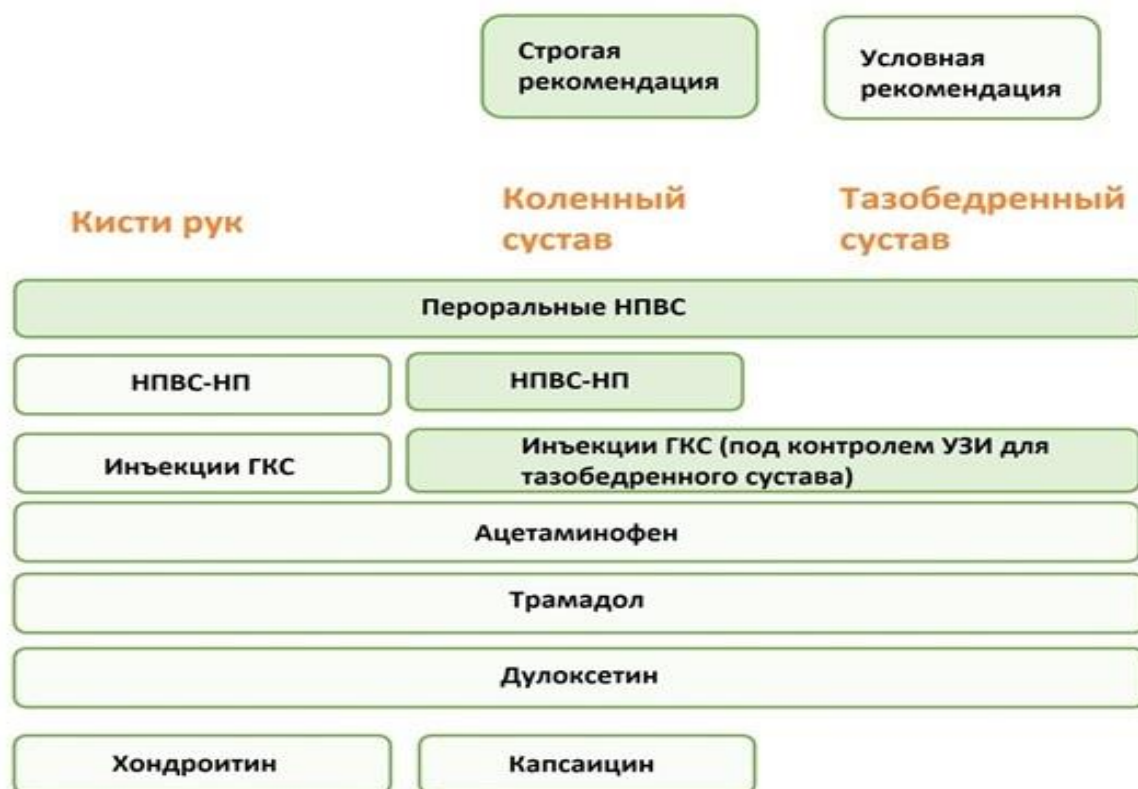 Строгая
рекомендация
Условная
рекомендация
Кисти рук
Коленный
сустав
Тазобедренный
сустав
Пероральные НПВС
НПВС-НП
НПВС-НП
Инъекции ГКС
Инъекции ГКС (под контролем УЗИ для
тазобедренного сустава)
Ацетаминофен
Трамадол
Дулоксетин
Хондроитин
Капсаицин